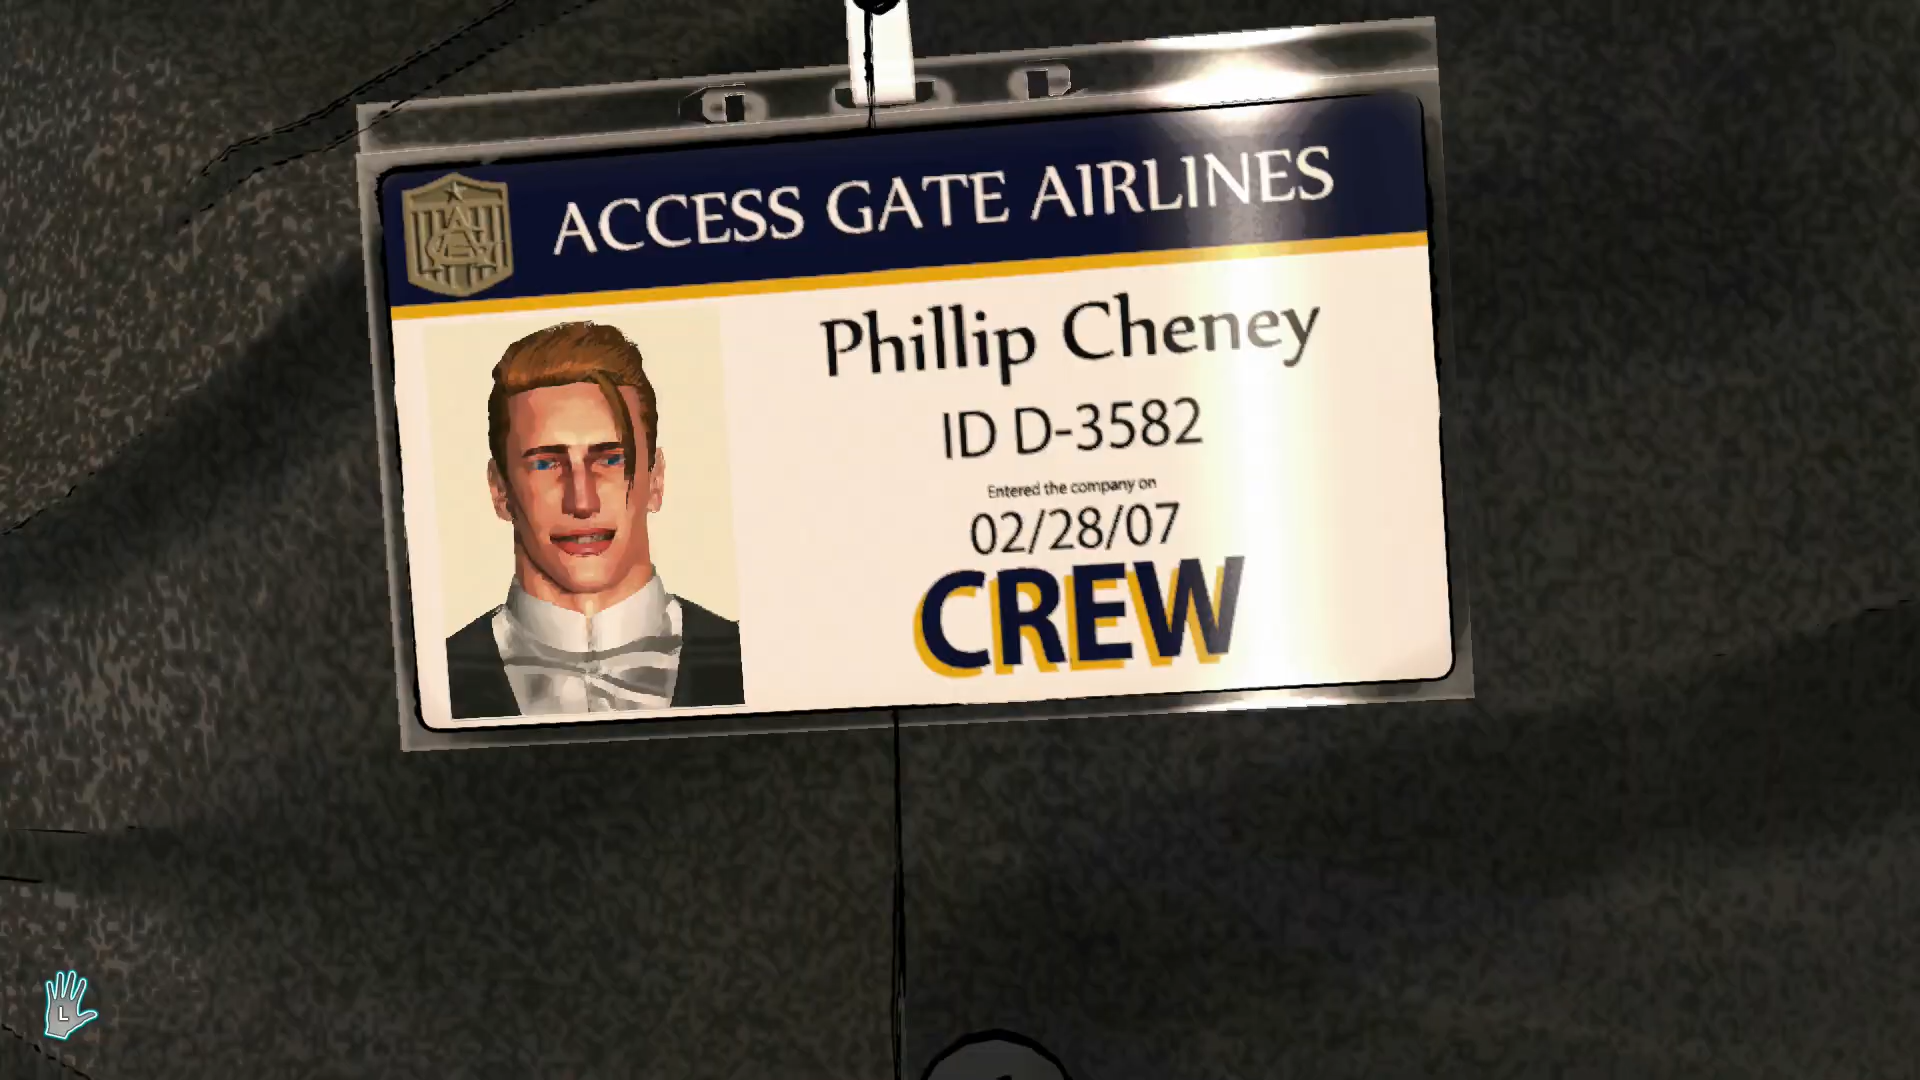 ACCESS GATE AIRLINES
Phillip Cheney
ID D-3582
Entered the company on
02/28/07
CREW
L